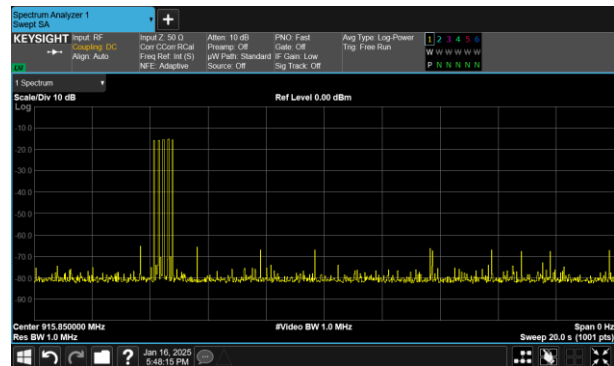 Spectrum Analyzer 1
Swept SA
KEYSIGHT Input: RF Input Z: 50 Ω Atten: 10 dB PNO: Fast Avg Type: Log-Power 1 2 3 4 5 6
Coupling: DC Corr CCorr RCal Preamp: Off Gate: Off Trig: Free Run W W W W W W
Align: Auto Freq Ref: Int (S) µW Path: Standard IF Gain: Low
NFE: Adaptive Source: Off Sig Track: Off P N N N N N
1 Spectrum
Scale/Div 10 dB Ref Level 0.00 dBm
Log
-10.0
-20.0
-30.0
-40.0
-50.0
-60.0
-70.0
-80.0
-90.0
Center 915.850000 MHz #Video BW 1.0 MHz Span 0 Hz
Res BW 1.0 MHz Sweep 20.0 s (1001 pts)
? Jan 16, 2025
5:48:15 PM